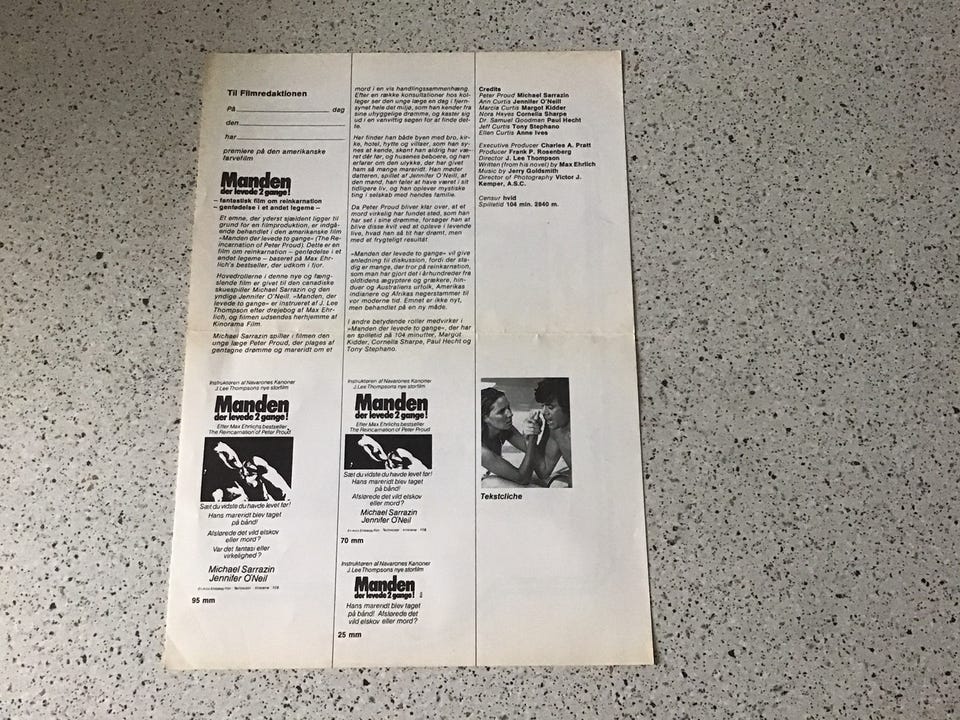 Til Filmredaktionen
På dag
den
har
premiere på den amerikanske
farvefilm
Manden
der levede 2 gange!
– fantastisk film om reinkarnation
– genfødelse i et andet legeme –
Et emne, der yderst sjældent ligger til
grund for en filmproduktion, er indgå-
ende behandlet i den amerikanske film
»Manden der levede to gange« (The Re-
incarnation of Peter Proud). Dette er en
film om reinkarnation – genfødelse i et
andet legeme – baseret på Max Ehr-
lich's bestseller, der udkom i fjor.
Hovedrollerne i denne nye og fæng-
slende film er givet til den canadiske
skuespiller Michael Sarrazin og den
yndige Jennifer O'Neill. »Manden, der
levede to gange« er instrueret af J. Lee
Thompson efter drejebog af Max Ehr-
lich, og filmen udsendes herhjemme af
Kinorama Film.
Michael Sarrazin spiller i filmen den
unge læge Peter Proud, der plages af
gentagne drømme og mareridt om et
mord i en vis handlingssammenhæng.
Efter en række konsultationer hos kol-
leger ser den unge læge en dag i fjern-
synet hele det miljø, som han kender fra
sine uhyggelige drømme, og kaster sig
ud i en vanvittig søgen for at finde det-
te.
Her finder han både byen med bro, kir-
ke, hotel, hytte og villaer, som han sy-
nes at kende, skønt han aldrig har væ-
ret dér før, og husenes beboere, og han
erfarer om den ulykke, der har givet
ham så mange mareridt. Han møder
datteren, spillet af Jennifer O'Neill, af
den mand, han føler at have været i sit
tidligere liv, og han oplever mystiske
ting i selskab med hendes familie.
Da Peter Proud bliver klar over, at et
mord virkelig har fundet sted, som han
har set i sine drømme, forsøger han at
blive disse kvit ved at opleve i levende
live, hvad han så tit har drømt, men
med et frygteligt resultat
»Manden der levede to gange« vil give
anledning til diskussion, fordi der sta-
dig er mange, der tror på reinkarnation,
som man har gjort det i århundreder fra
oldtidens ægyptere og grækere, hin-
duer og Australiens urfolk, Amerikas
indianere og Afrikas negerstammer til
vor moderne tid. Emnet er ikke nyt,
men behandlet på en ny måde.
I andre betydende roller medvirker i
»Manden der levede to gange«, der har
en spilletid på 104 minutter, Margot
Kidder, Cornelia Sharpe, Paul Hecht og
Tony Stephano.
Credits
Peter Proud Michael Sarrazin
Ann Curtis Jennifer O'Neill
Marcia Curtis Margot Kidder
Nora Hayes Cornelia Sharpe
Dr. Samuel Goodman Paul Hecht
Jeff Curtis Tony Stephano
Ellen Curtis Anne Ives
Executive Producer Charles A. Pratt
Producer Frank P. Rosenberg
Director J. Lee Thompson
Written (from his novel) by Max Ehrlich
Music by Jerry Goldsmith
Director of Photography Victor J.
Kemper, A.S.C.
Censur hvid
Spilletid 104 min. 2840 m.
Instruktøren af Navarones Kanoner
J. Lee Thompsons nye storfilm
Manden
der levede 2 gange!
Efter Max Ehrlichs bestseller
The Reincarnation of Peter Proud
Sæt du vidste du havde levet før!
Hans mareridt blev taget
på bånd!
Afslørede det vild elskov
eller mord?
Var det fantasi eller
virkelighed?
Michael Sarrazin
Jennifer O'Neil
95 mm
Instruktøren af Navarones Kanoner
J. Lee Thompsons nye storfilm
Manden
der levede 2 gange!
Efter Max Ehrlichs bestseller
The Reincarnation of Peter Proud
Sæt du vidste du havde levet før!
Hans mareridt blev taget
på bånd!
Afslørede det vild elskov
eller mord?
Michael Sarrazin
Jennifer O'Neil
70 mm
Instruktøren af Navarones Kanoner
J. Lee Thompsons nye storfilm
Manden
der levede 2 gange!
Hans mareridt blev taget
på bånd! Afslørede det
vild elskov eller mord?
25 mm
Tekstcliche